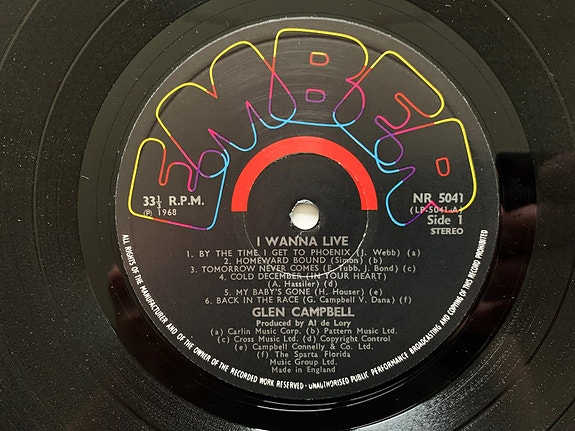 EMBER
33⅓ R.P.M.
Ⓟ 1968
NR 5041
(LP-5041-A)
Side 1
STEREO
I WANNA LIVE
1. BY THE TIME I GET TO PHOENIX (J. Webb) (a)
2. HOMEWARD BOUND (Simon) (b)
3. TOMORROW NEVER COMES (E. Tubb, J. Bond) (c)
4. COLD DECEMBER (IN YOUR HEART)
(A. Hassiler) (d)
5. MY BABY'S GONE (H. Houser) (e)
6. BACK IN THE RACE (G. Campbell V. Dana) (f)
GLEN CAMPBELL
Produced by Al de Lory
(a) Carlin Music Corp. (b) Pattern Music Ltd.
(c) Cross Music Ltd. (d) Copyright Control
(e) Campbell Connelly & Co. Ltd.
(f) The Sparta Florida
Music Group Ltd.
Made in England
ALL RIGHTS OF THE MANUFACTURER AND OF THE OWNER OF THE RECORDED WORK RESERVED · UNAUTHORISED PUBLIC PERFORMANCE BROADCASTING AND COPYING OF THIS RECORD PROHIBITED